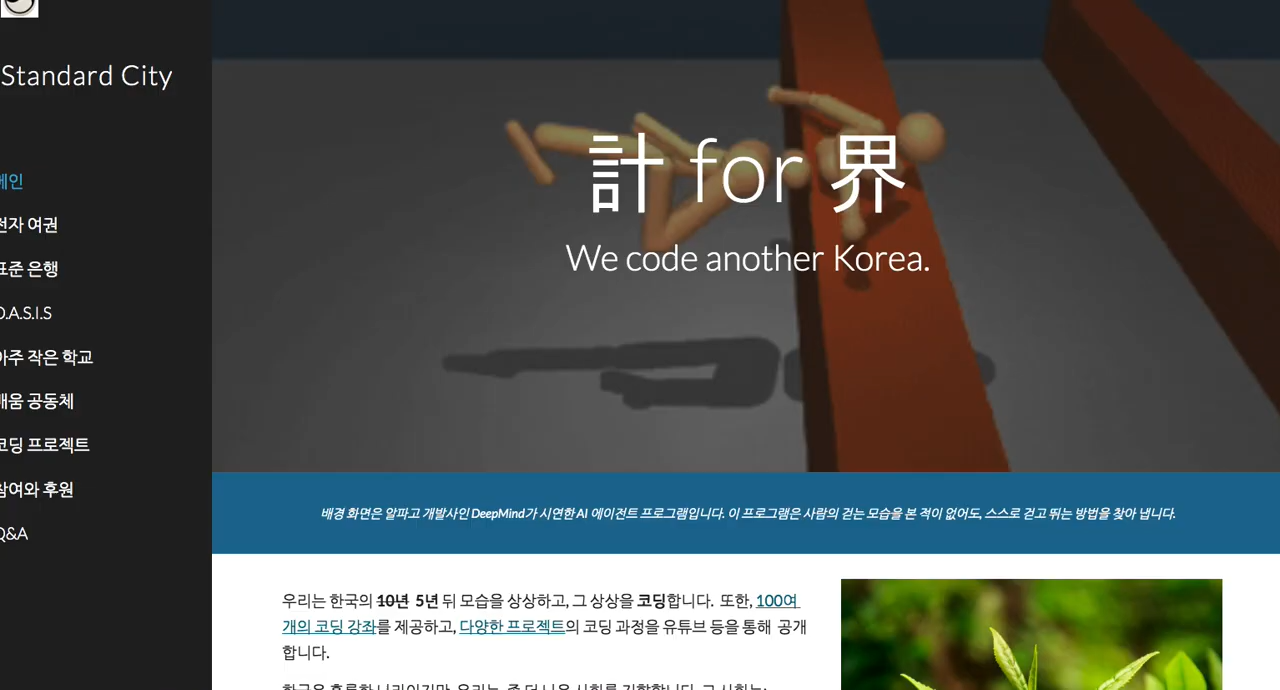 Standard City
메인
전자 여권
표준 은행
O.A.S.I.S
아주 작은 학교
배움 공동체
코딩 프로젝트
참여와 후원
Q&A
計 for 界
We code another Korea.
배경 화면은 알파고 개발사인 DeepMind가 시연한 AI 에이전트 프로그램입니다. 이 프로그램은 사람의 걷는 모습을 본 적이 없어도, 스스로 걷고 뛰는 방법을 찾아 냅니다.
우리는 한국의 10년 5년 뒤 모습을 상상하고, 그 상상을 코딩합니다. 또한, 100여
개의 코딩 강좌를 제공하고, 다양한 프로젝트의 코딩 과정을 유튜브 등을 통해 공개
합니다.